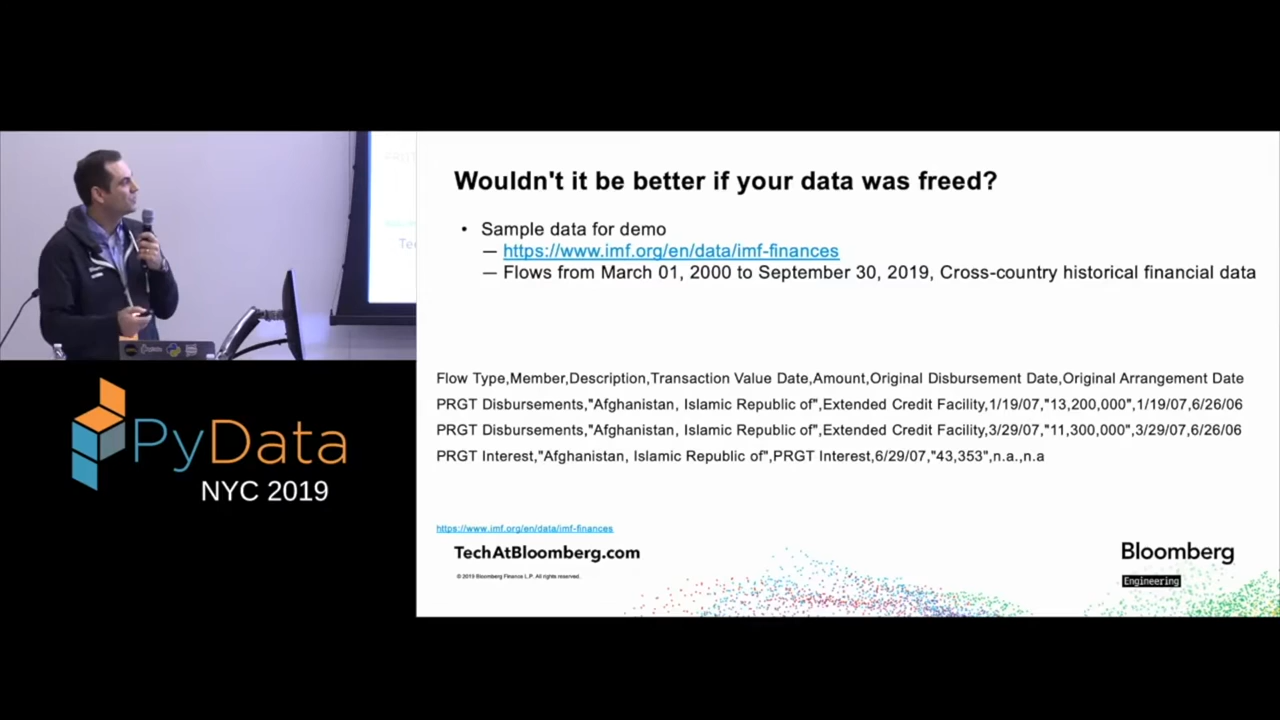 Wouldn't it be better if your data was freed?
• Sample data for demo
— https://www.imf.org/en/data/imf-finances
— Flows from March 01, 2000 to September 30, 2019, Cross-country historical financial data
Flow Type,Member,Description,Transaction Value Date,Amount,Original Disbursement Date,Original Arrangement Date
PRGT Disbursements,"Afghanistan, Islamic Republic of",Extended Credit Facility,1/19/07,"13,200,000",1/19/07,6/26/06
PRGT Disbursements,"Afghanistan, Islamic Republic of",Extended Credit Facility,3/29/07,"11,300,000",3/29/07,6/26/06
PRGT Interest,"Afghanistan, Islamic Republic of",PRGT Interest,6/29/07,"43,353",n.a.,n.a
https://www.imf.org/en/data/imf-finances
TechAtBloomberg.com
© 2019 Bloomberg Finance L.P. All rights reserved.
Bloomberg
Engineering
PyData
NYC 2019